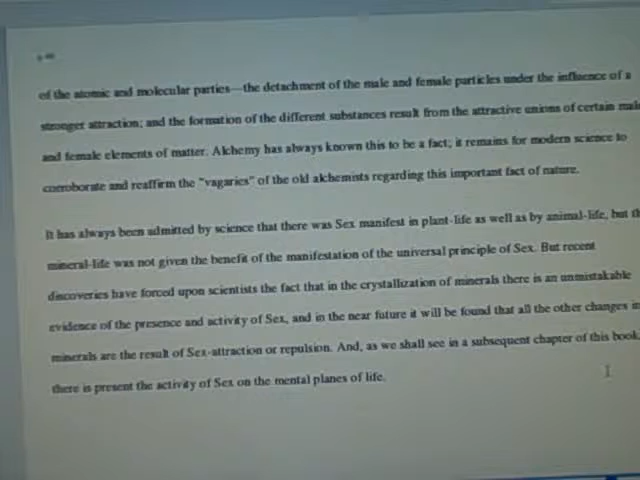 of the atomic and molecular parties—the detachment of the male and female particles under the influence of a
stronger attraction; and the formation of the different substances result from the attractive unions of certain male
and female elements of matter. Alchemy has always known this to be a fact; it remains for modern science to
corroborate and reaffirm the "vagaries" of the old alchemists regarding this important fact of nature.
It has always been admitted by science that there was Sex manifest in plant-life as well as by animal-life, but th
mineral-life was not given the benefit of the manifestation of the universal principle of Sex. But recent
discoveries have forced upon scientists the fact that in the crystallization of minerals there is an unmistakable
evidence of the presence and activity of Sex, and in the near future it will be found that all the other changes in
minerals are the result of Sex-attraction or repulsion. And, as we shall see in a subsequent chapter of this book,
there is present the activity of Sex on the mental planes of life.